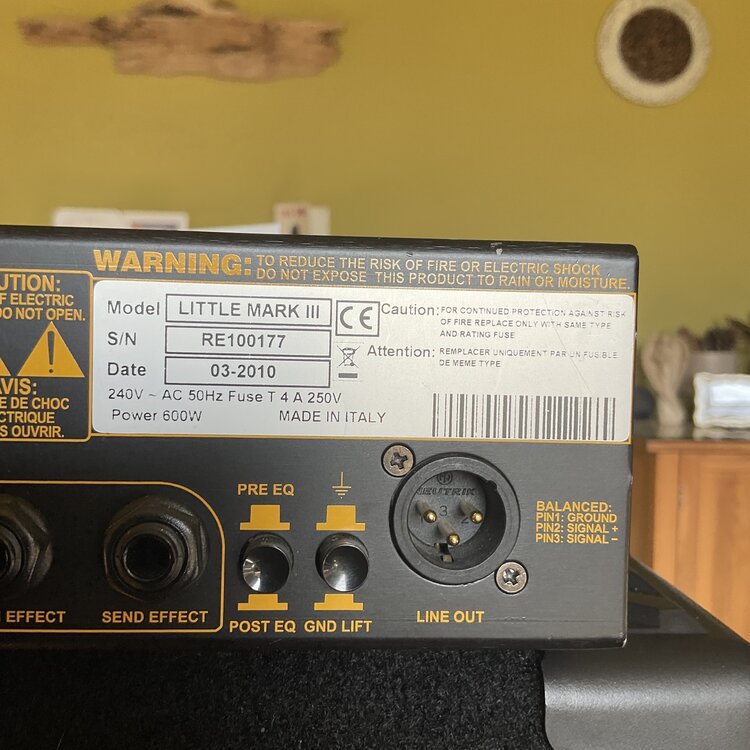 WARNING: TO REDUCE THE RISK OF FIRE OR ELECTRIC SHOCK
DO NOT EXPOSE THIS PRODUCT TO RAIN OR MOISTURE.
UTION:
F ELECTRIC
DO NOT OPEN.
AVIS:
E DE CHOC
ECTRIQUE
S OUVRIR.
Model LITTLE MARK III
S/N RE100177
Date 03-2010
240V ~ AC 50Hz Fuse T 4 A 250V
Power 600W MADE IN ITALY
CE
Caution: FOR CONTINUED PROTECTION AGAINST RISK
OF FIRE REPLACE ONLY WITH SAME TYPE
AND RATING FUSE
Attention: REMPLACER UNIQUEMENT PAR UN FUSIBLE
DE MEME TYPE
EFFECT
SEND EFFECT
PRE EQ
POST EQ
GND LIFT
NEUTRIK
3 2
LINE OUT
BALANCED:
PIN1: GROUND
PIN2: SIGNAL +
PIN3: SIGNAL –